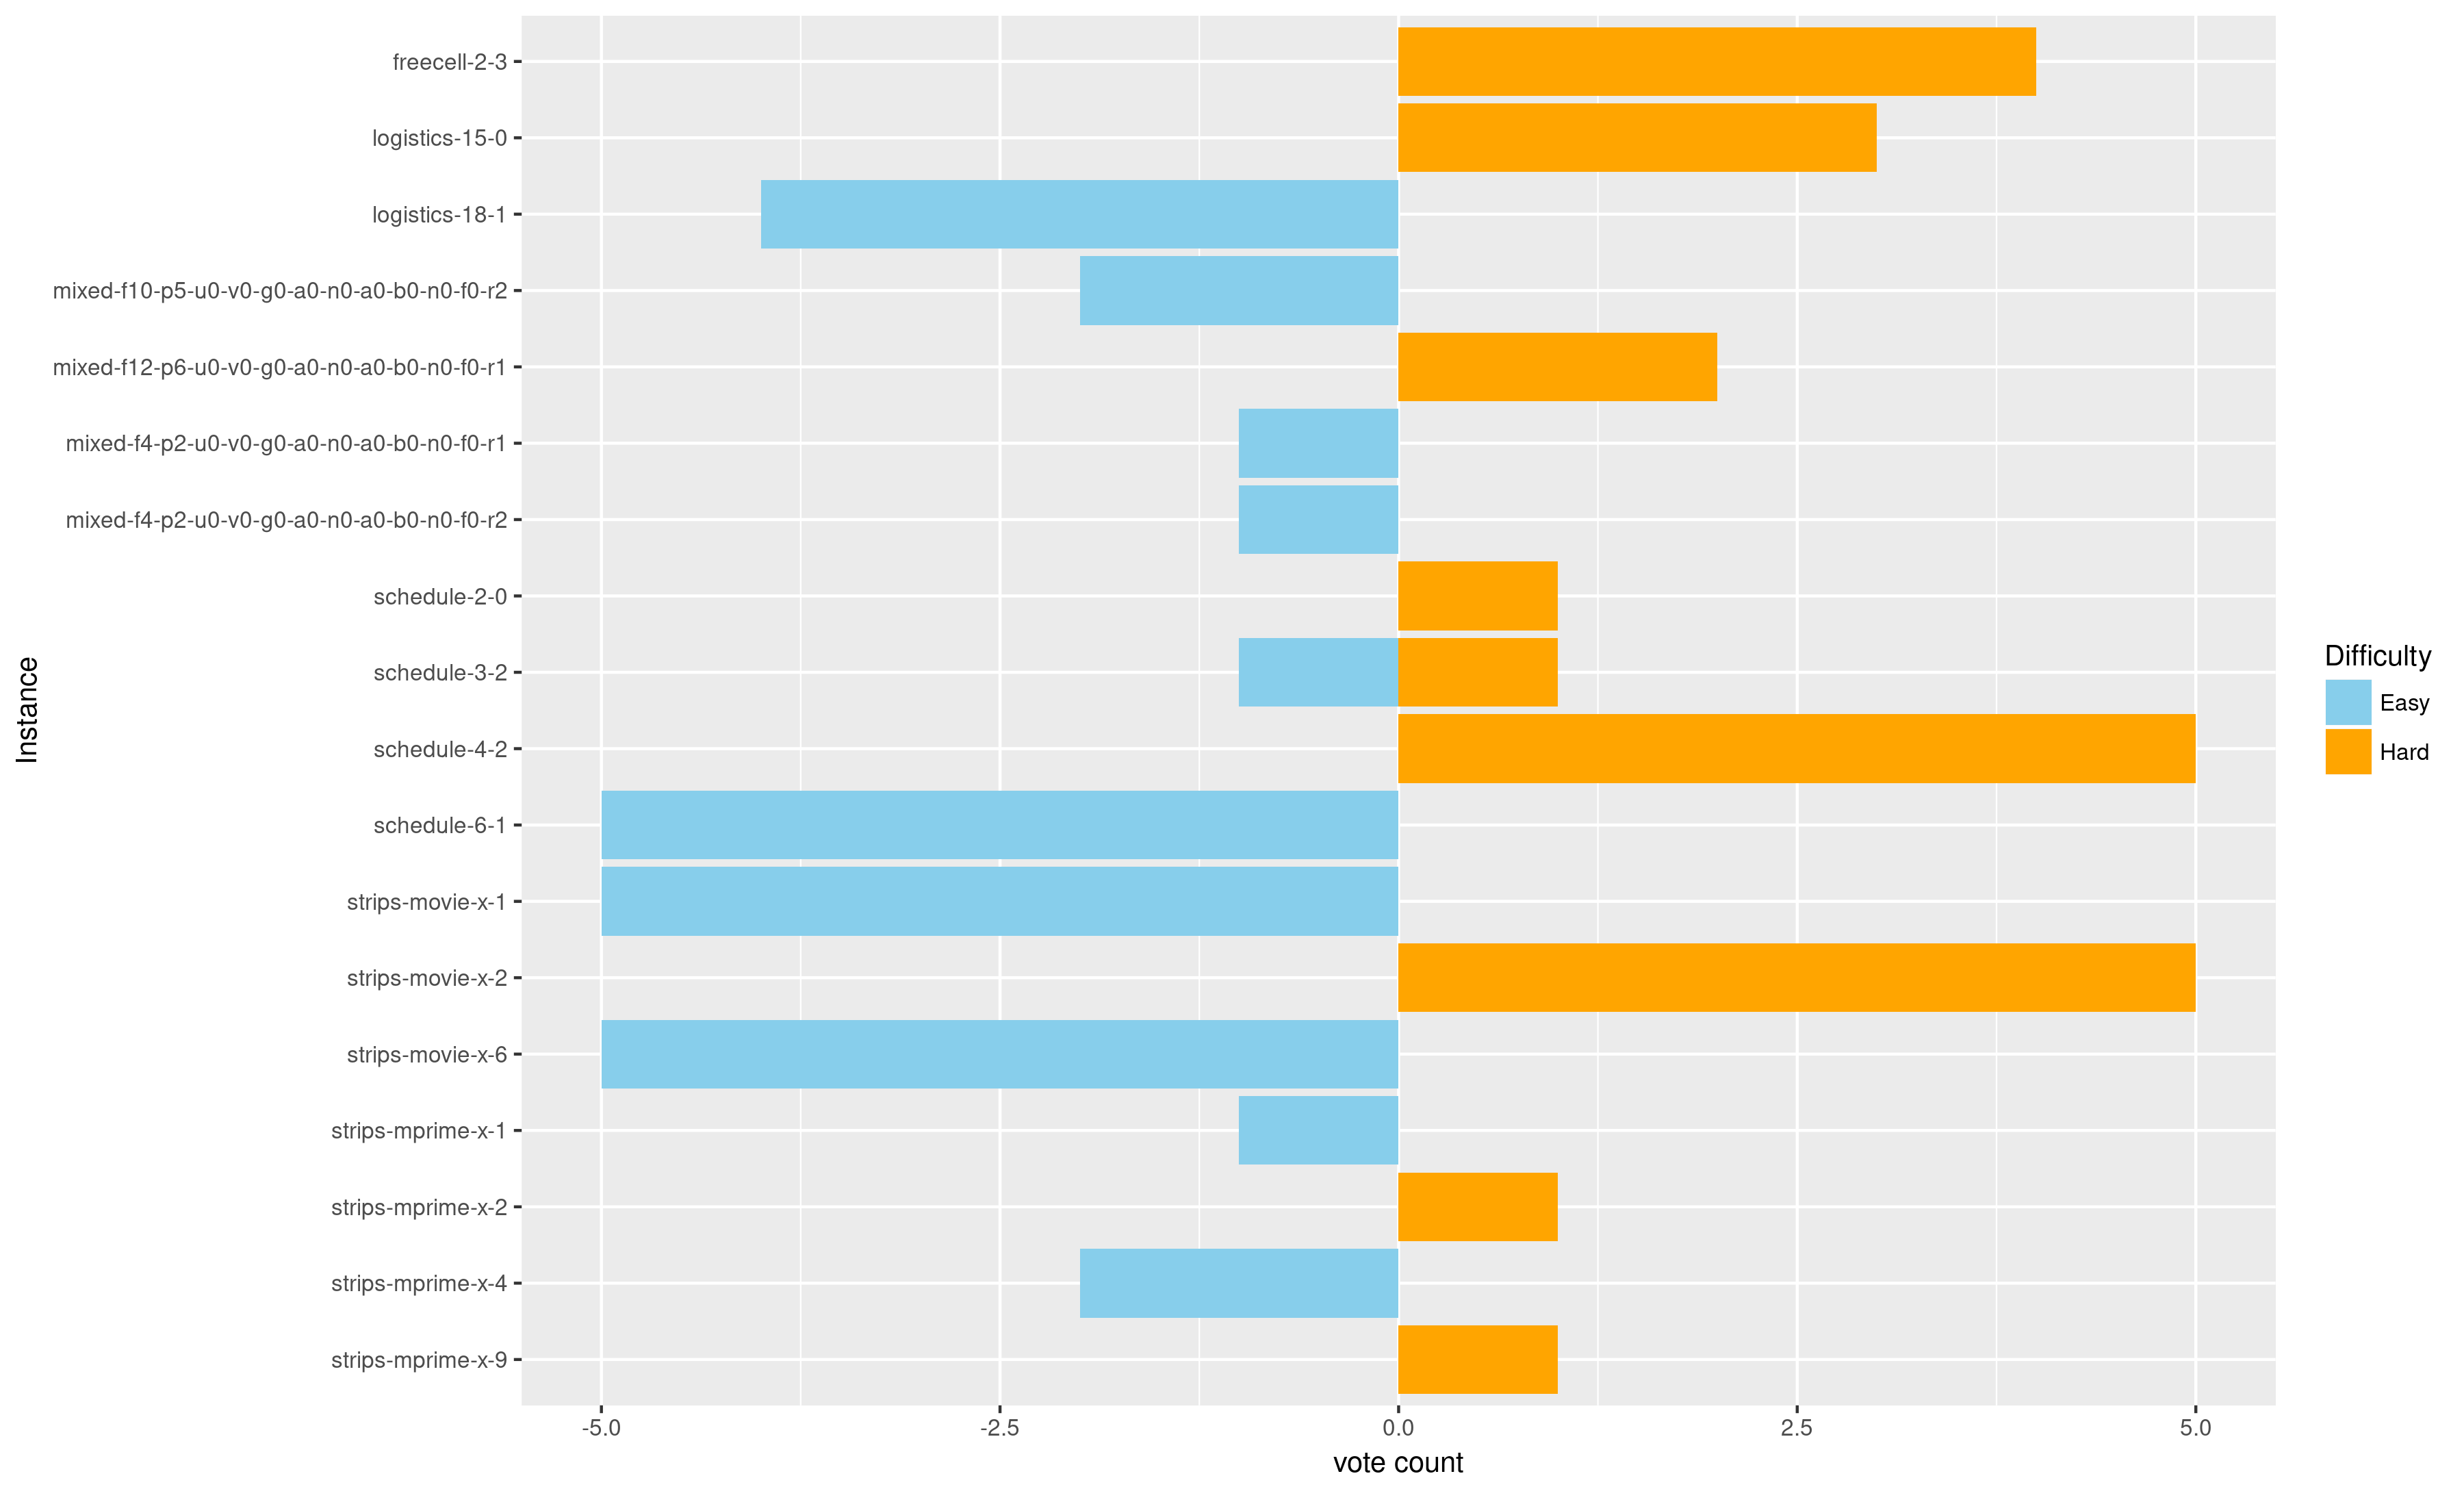 freecell-2-3
logistics-15-0
logistics-18-1
mixed-f10-p5-u0-v0-g0-a0-n0-a0-b0-n0-f0-r2
mixed-f12-p6-u0-v0-g0-a0-n0-a0-b0-n0-f0-r1
mixed-f4-p2-u0-v0-g0-a0-n0-a0-b0-n0-f0-r1
mixed-f4-p2-u0-v0-g0-a0-n0-a0-b0-n0-f0-r2
schedule-2-0
schedule-3-2
schedule-4-2
schedule-6-1
strips-movie-x-1
strips-movie-x-2
strips-movie-x-6
strips-mprime-x-1
strips-mprime-x-2
strips-mprime-x-4
strips-mprime-x-9
Instance
-5.0 -2.5 0.0 2.5 5.0
vote count
Difficulty
Easy
Hard